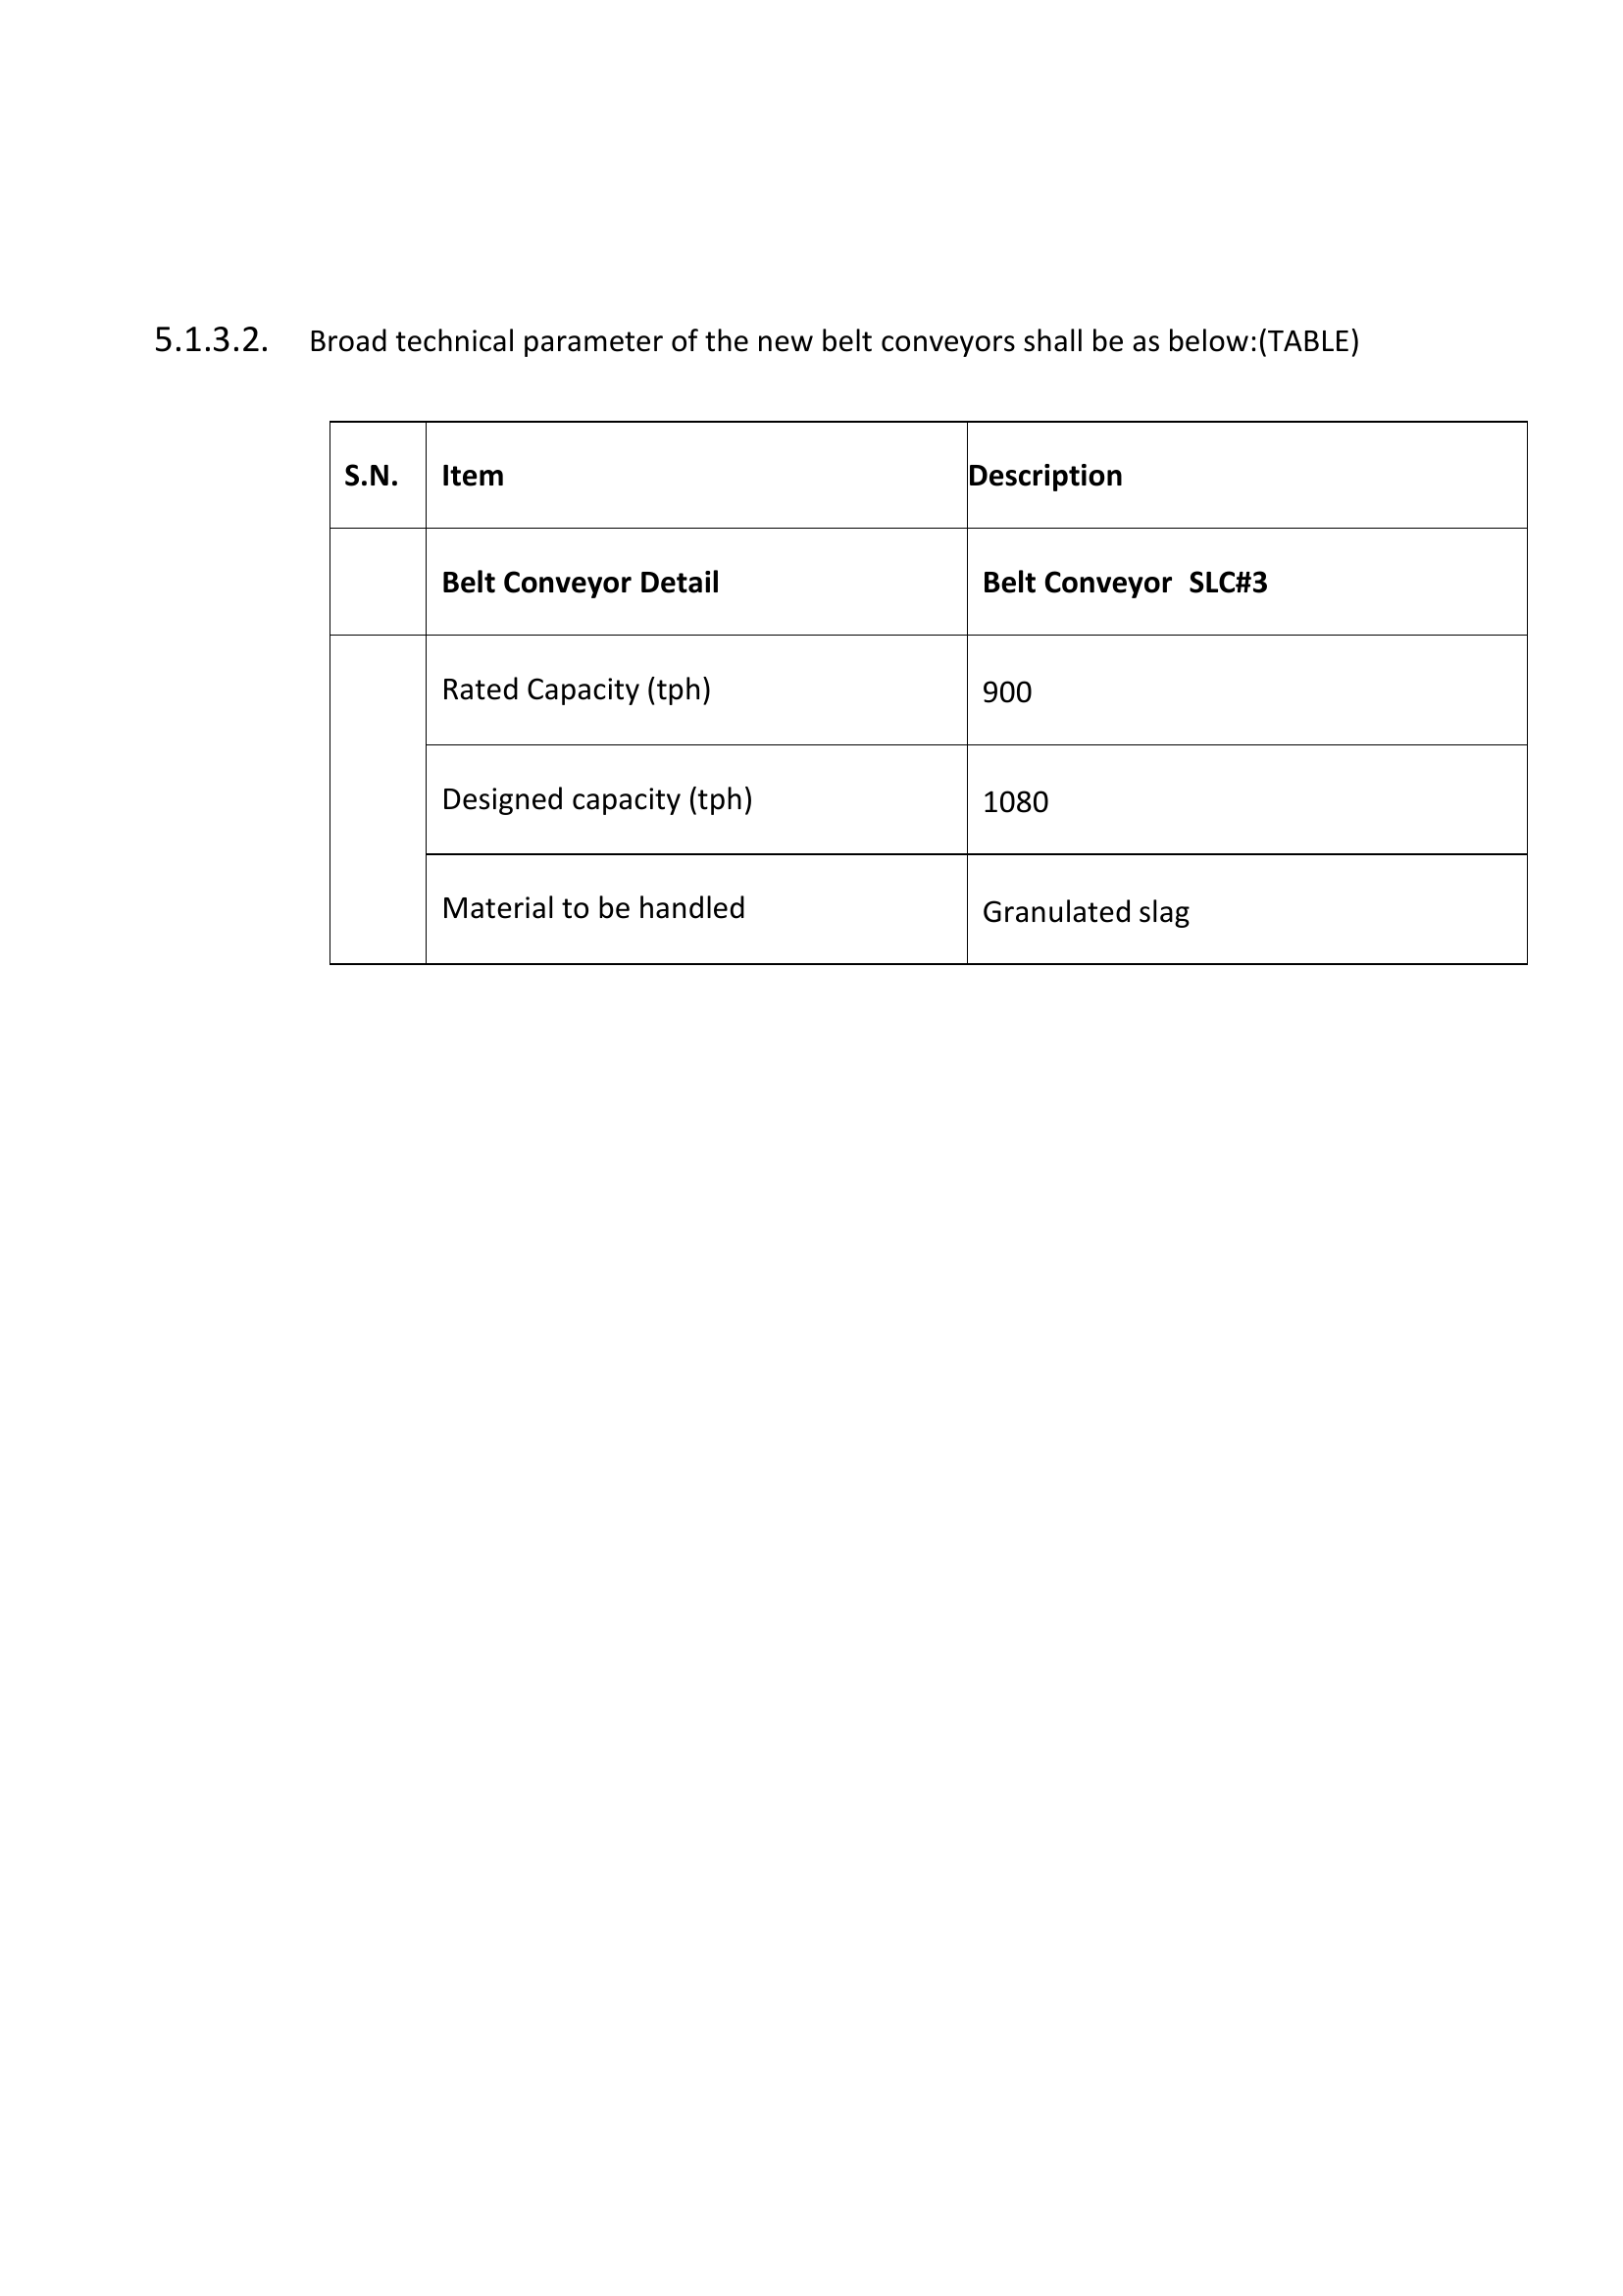 5.1.3.2. Broad technical parameter of the new belt conveyors shall be as below:(TABLE)
S.N. Item Description
Belt Conveyor Detail Belt Conveyor SLC#3
Rated Capacity (tph) 900
Designed capacity (tph) 1080
Material to be handled Granulated slag